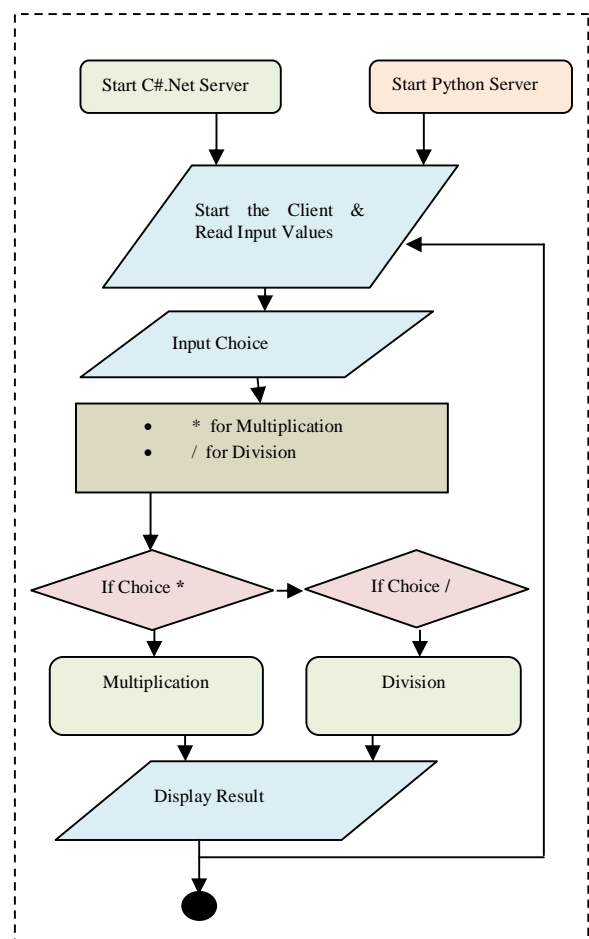 Start C#.Net Server
Start Python Server
Start the Client &
Read Input Values
Input Choice
• * for Multiplication
• / for Division
If Choice *
If Choice /
Multiplication
Division
Display Result